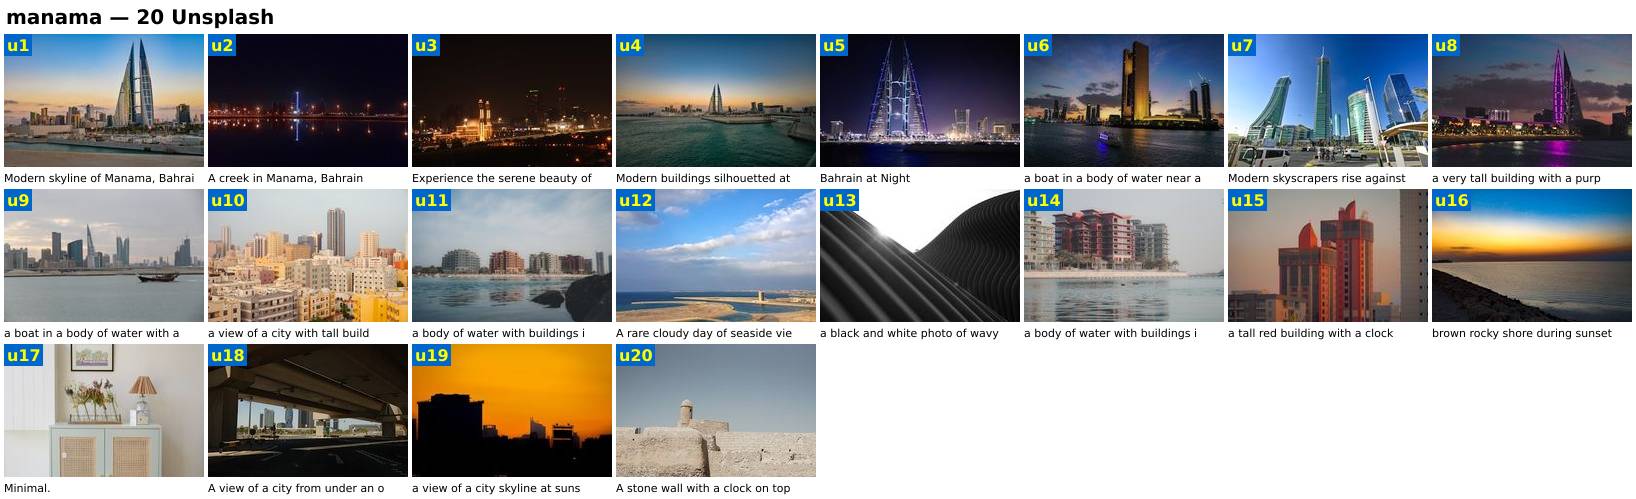 manama — 20 Unsplash
u1
u2
u3
u4
u5
u6
u7
u8
Modern skyline of Manama, Bahrai
A creek in Manama, Bahrain
Experience the serene beauty of
Modern buildings silhouetted at
Bahrain at Night
a boat in a body of water near a
Modern skyscrapers rise against
a very tall building with a purp
u9
u10
u11
u12
u13
u14
u15
u16
a boat in a body of water with a
a view of a city with tall build
a body of water with buildings i
A rare cloudy day of seaside vie
a black and white photo of wavy
a body of water with buildings i
a tall red building with a clock
brown rocky shore during sunset
u17
u18
u19
u20
Minimal.
A view of a city from under an o
a view of a city skyline at suns
A stone wall with a clock on top